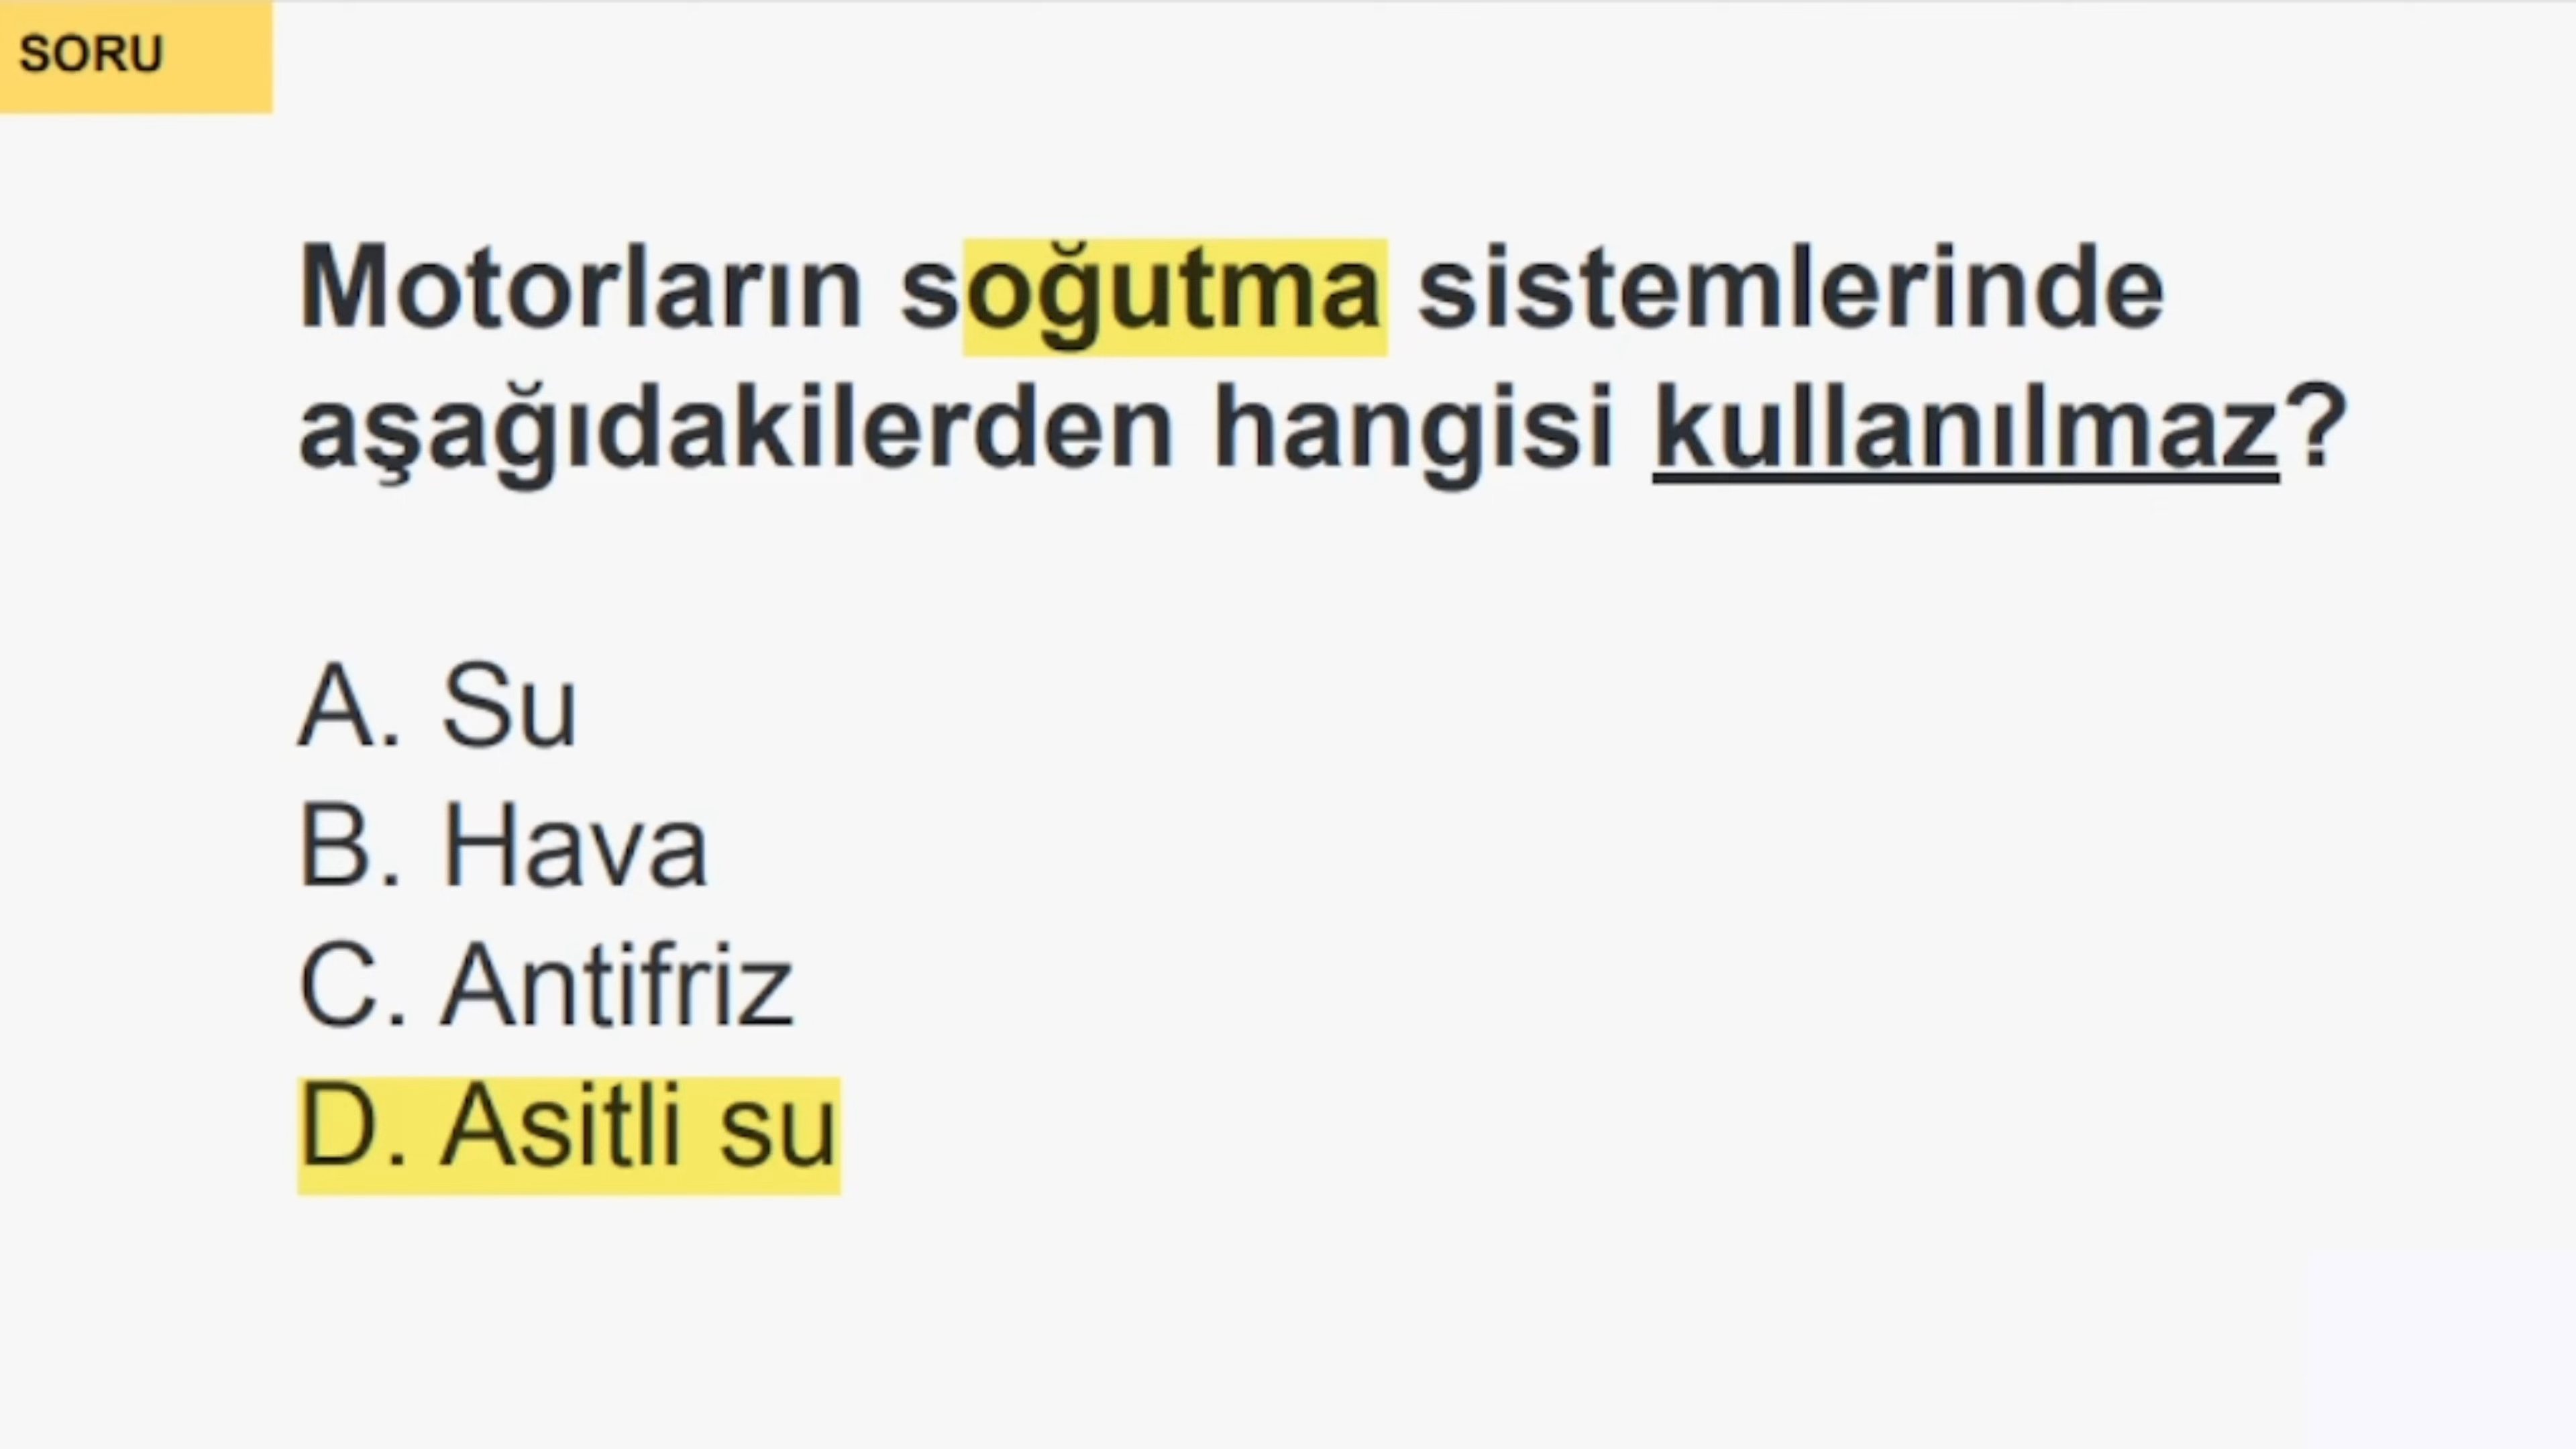 SORU
Motorların soğutma sistemlerinde
aşağıdakilerden hangisi kullanılmaz?
A. Su
B. Hava
C. Antifriz
D. Asitli su